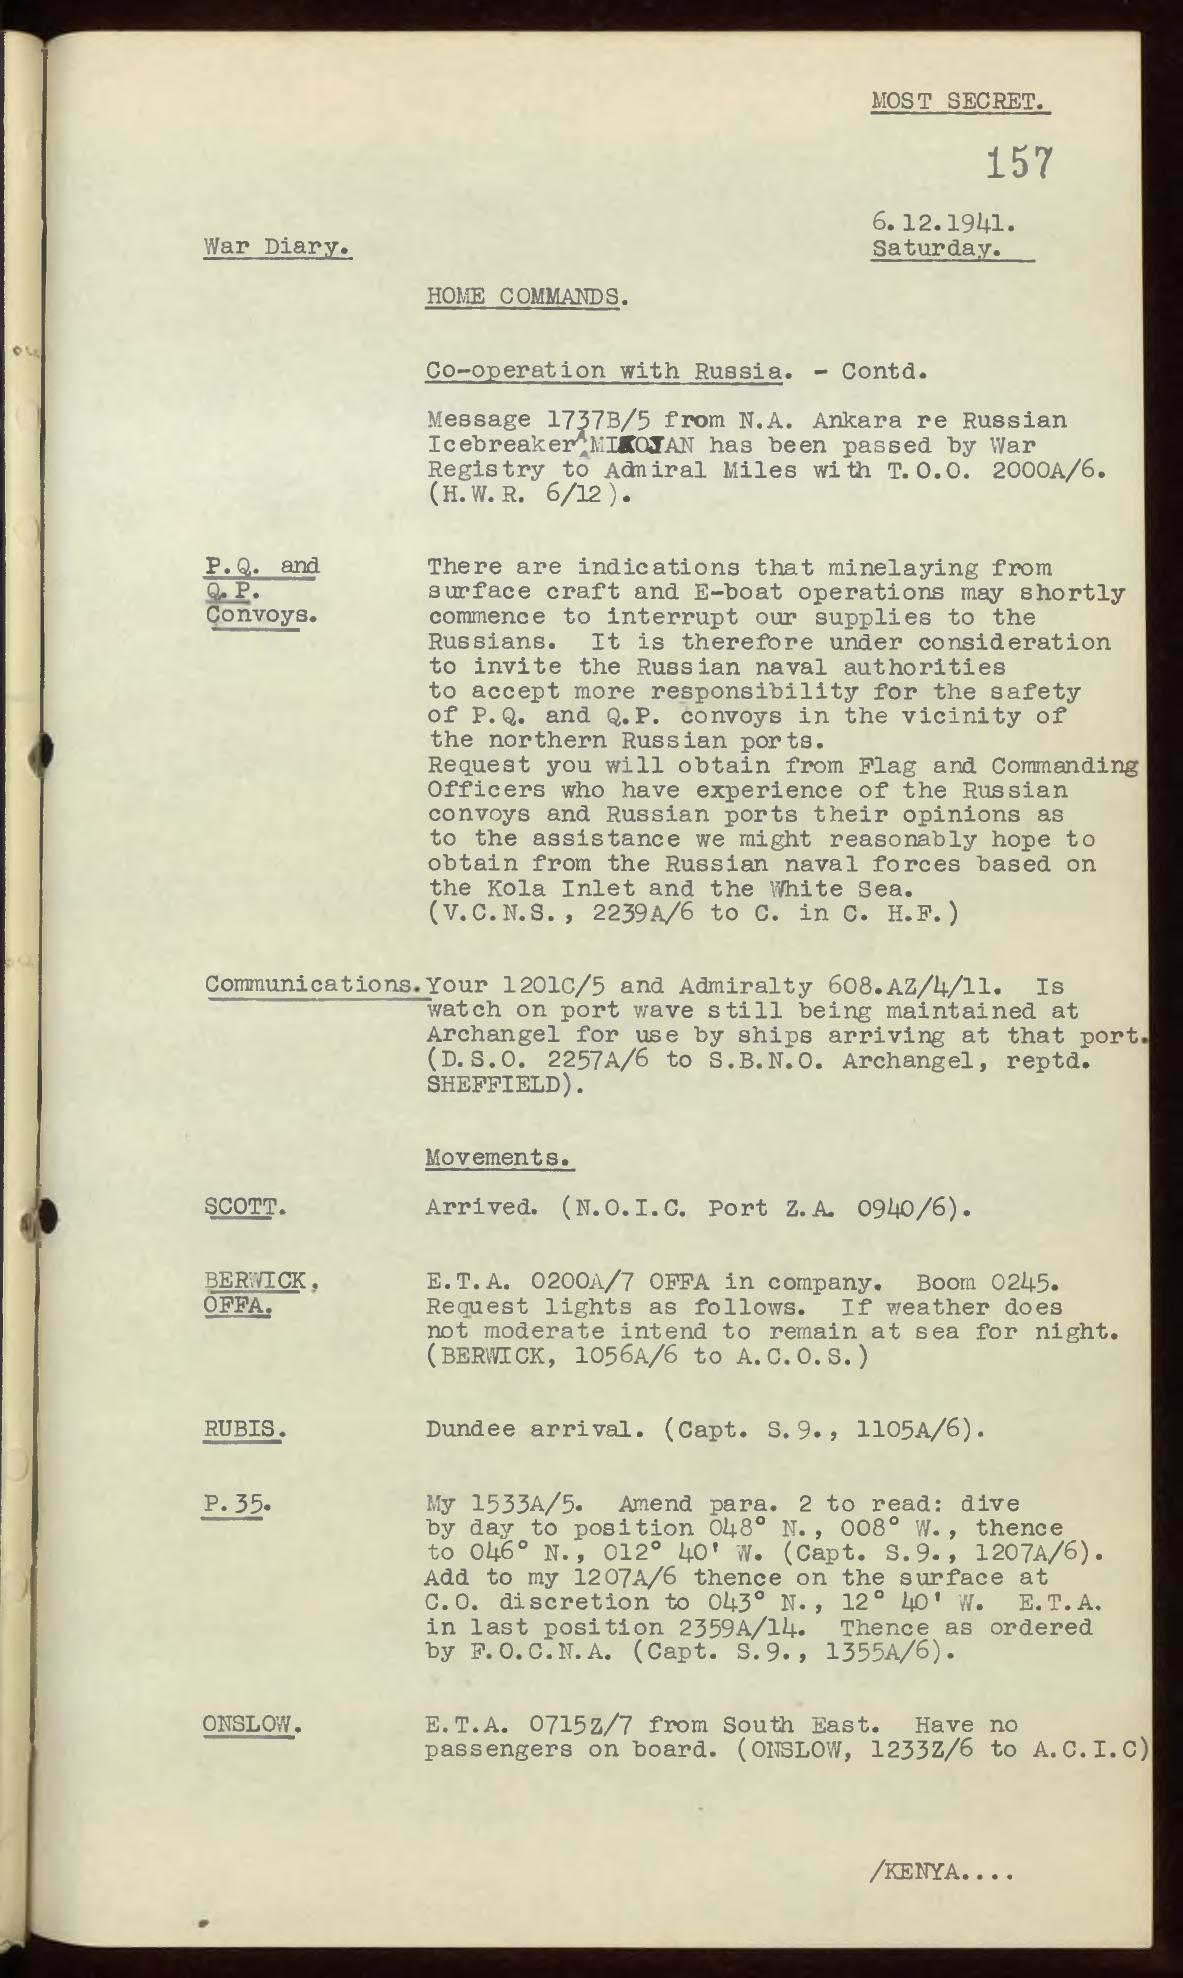 MOST SECRET.
157
6.12.1941.
War Diary.
Saturday.
HOME COMMANDS.
Co-operation with Russia. - Contd.
Message 1737B/5 from N.A. Ankara re Russian
Icebreaker A.MIKOJAN has been passed by War
Registry to Admiral Miles with T.O.O. 2000A/6.
(H.W.R. 6/12).
P.Q. and
Q.P.
Convoys.
There are indications that minelaying from
surface craft and E-boat operations may shortly
commence to interrupt our supplies to the
Russians. It is therefore under consideration
to invite the Russian naval authorities
to accept more responsibility for the safety
of P.Q. and Q.P. convoys in the vicinity of
the northern Russian ports.
Request you will obtain from Flag and Commanding
Officers who have experience of the Russian
convoys and Russian ports their opinions as
to the assistance we might reasonably hope to
obtain from the Russian naval forces based on
the Kola Inlet and the White Sea.
(V.C.N.S., 2239A/6 to C. in C. H.F.)
Communications. Your 1201C/5 and Admiralty 608.AZ/4/11. Is
watch on port wave still being maintained at
Archangel for use by ships arriving at that port.
(D.S.O. 2257A/6 to S.B.N.O. Archangel, reptd.
SHEFFIELD).
Movements.
SCOTT. Arrived. (N.O.I.C. Port Z.A. 0940/6).
BERWICK,
OFFA.
E.T.A. 0200A/7 OFFA in company. Boom 0245.
Request lights as follows. If weather does
not moderate intend to remain at sea for night.
(BERWICK, 1056A/6 to A.C.O.S.)
RUBIS. Dundee arrival. (Capt. S.9., 1105A/6).
P.35. My 1533A/5. Amend para. 2 to read: dive
by day to position 048° N., 008° W., thence
to 046° N., 012° 40' W. (Capt. S.9., 1207A/6).
Add to my 1207A/6 thence on the surface at
C.O. discretion to 043° N., 12° 40' W. E.T.A.
in last position 2359A/14. Thence as ordered
by F.O.C.N.A. (Capt. S.9., 1355A/6).
ONSLOW. E.T.A. 0715Z/7 from South East. Have no
passengers on board. (ONSLOW, 1233Z/6 to A.C.I.C)
/KENYA....